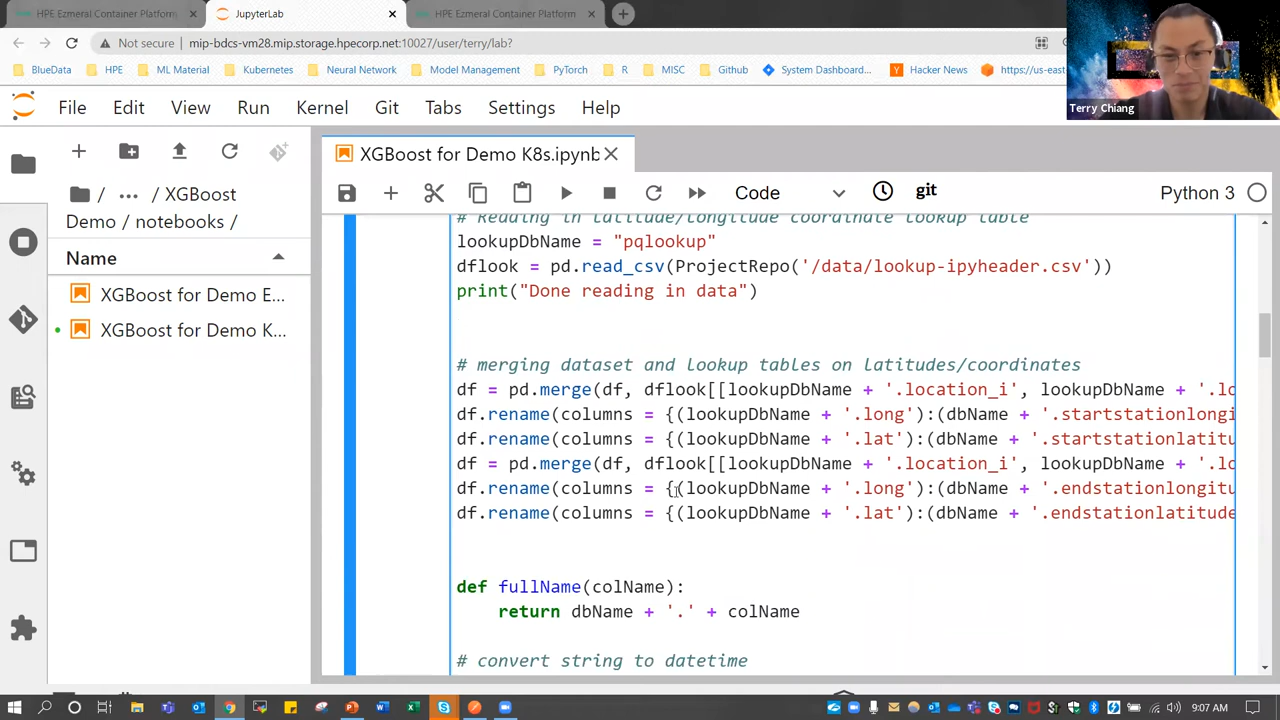 HPE Ezmeral Container Platform
JupyterLab
HPE Ezmeral Container Platform
Not secure
mip-bdcs-vm28.mip.storage.hpecorp.net:10027/user/terry/lab?
BlueData
HPE
ML Material
Kubernetes
Neural Network
Model Management
PyTorch
R
MISC
Github
System Dashboard...
Hacker News
https://us-east
Terry Chiang
File
Edit
View
Run
Kernel
Git
Tabs
Settings
Help
/ ... / XGBoost
Demo / notebooks /
Name
XGBoost for Demo E...
XGBoost for Demo K...
XGBoost for Demo K8s.ipynb
Code
git
Python 3
# Reading in latitude/longitude coordinate lookup table
lookupDbName = "pqlookup"
dflook = pd.read_csv(ProjectRepo('/data/lookup-ipyheader.csv'))
print("Done reading in data")
# merging dataset and lookup tables on latitudes/coordinates
df = pd.merge(df, dflook[[lookupDbName + '.location_i', lookupDbName + '.lo
df.rename(columns = {(lookupDbName + '.long'):(dbName + '.startstationlongi
df.rename(columns = {(lookupDbName + '.lat'):(dbName + '.startstationlatitu
df = pd.merge(df, dflook[[lookupDbName + '.location_i', lookupDbName + '.lo
df.rename(columns = {(lookupDbName + '.long'):(dbName + '.endstationlongitu
df.rename(columns = {(lookupDbName + '.lat'):(dbName + '.endstationlatitude
def fullName(colName):
return dbName + '.' + colName
# convert string to datetime
9:07 AM